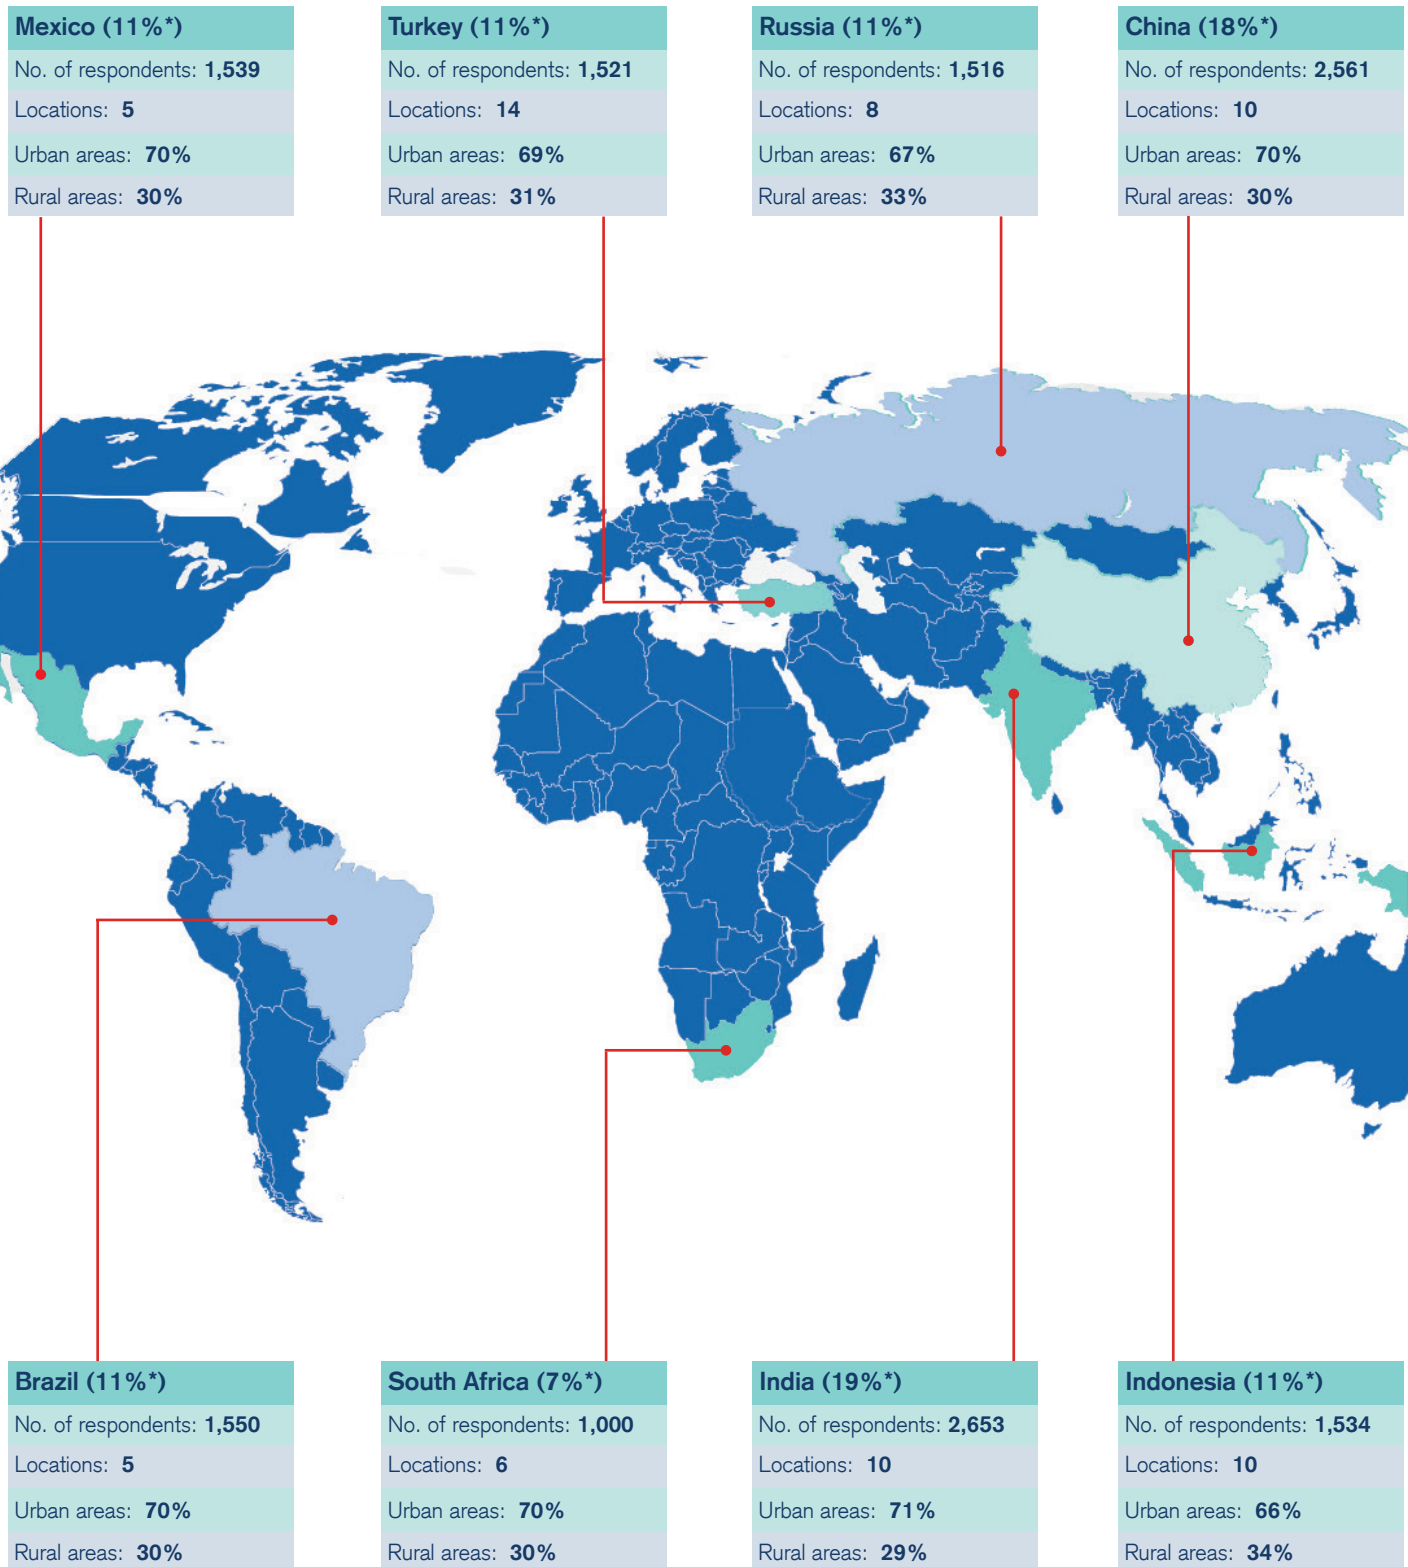 Mexico (11%*)
No. of respondents: 1,539
Locations: 5
Urban areas: 70%
Rural areas: 30%
Turkey (11%*)
No. of respondents: 1,521
Locations: 14
Urban areas: 69%
Rural areas: 31%
Russia (11%*)
No. of respondents: 1,516
Locations: 8
Urban areas: 67%
Rural areas: 33%
China (18%*)
No. of respondents: 2,561
Locations: 10
Urban areas: 70%
Rural areas: 30%
Brazil (11%*)
No. of respondents: 1,550
Locations: 5
Urban areas: 70%
Rural areas: 30%
South Africa (7%*)
No. of respondents: 1,000
Locations: 6
Urban areas: 70%
Rural areas: 30%
India (19%*)
No. of respondents: 2,653
Locations: 10
Urban areas: 71%
Rural areas: 29%
Indonesia (11%*)
No. of respondents: 1,534
Locations: 10
Urban areas: 66%
Rural areas: 34%